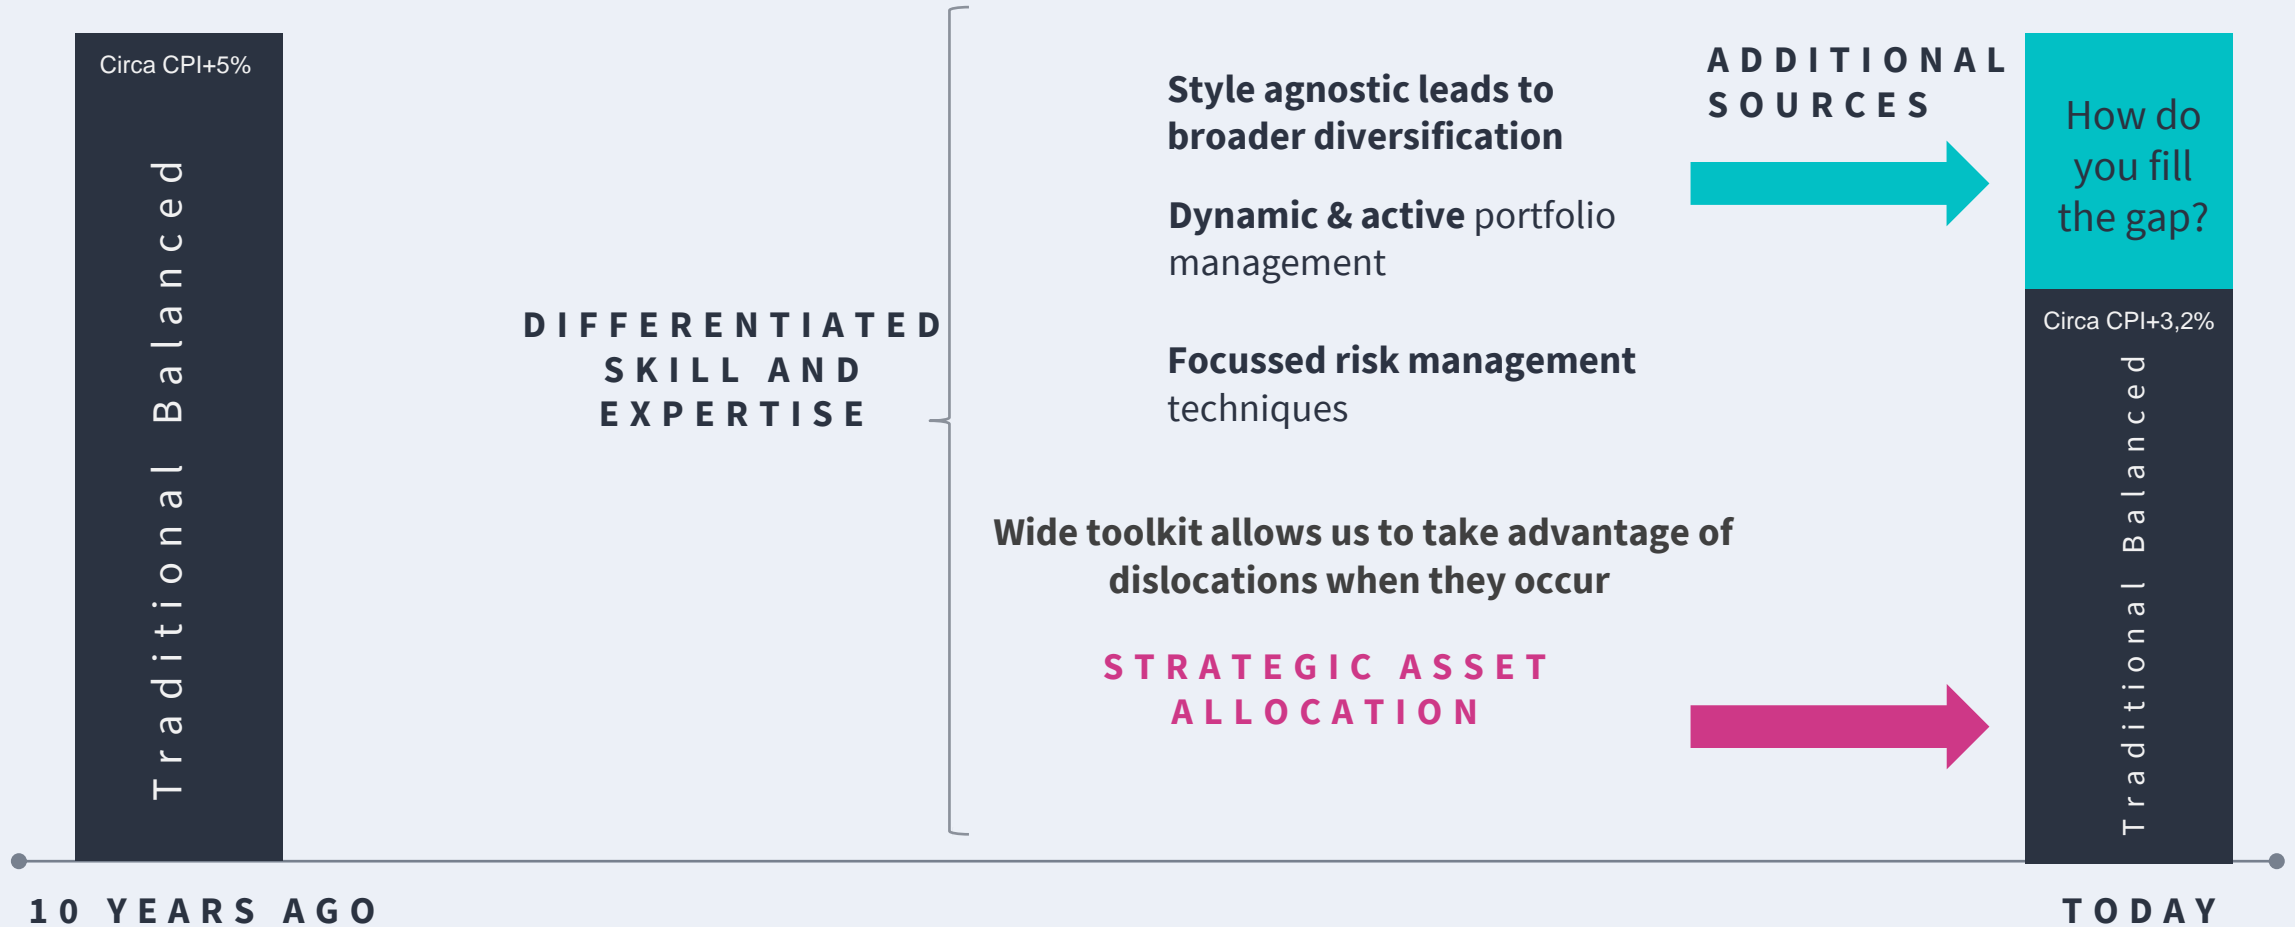 Circa CPI+5%
Traditional Balanced
DIFFERENTIATED
SKILL AND
EXPERTISE
Style agnostic leads to
broader diversification
Dynamic & active portfolio
management
Focussed risk management
techniques
Wide toolkit allows us to take advantage of
dislocations when they occur
STRATEGIC ASSET
ALLOCATION
ADDITIONAL
SOURCES
How do
you fill
the gap?
Circa CPI+3,2%
Traditional Balanced
10 YEARS AGO
TODAY